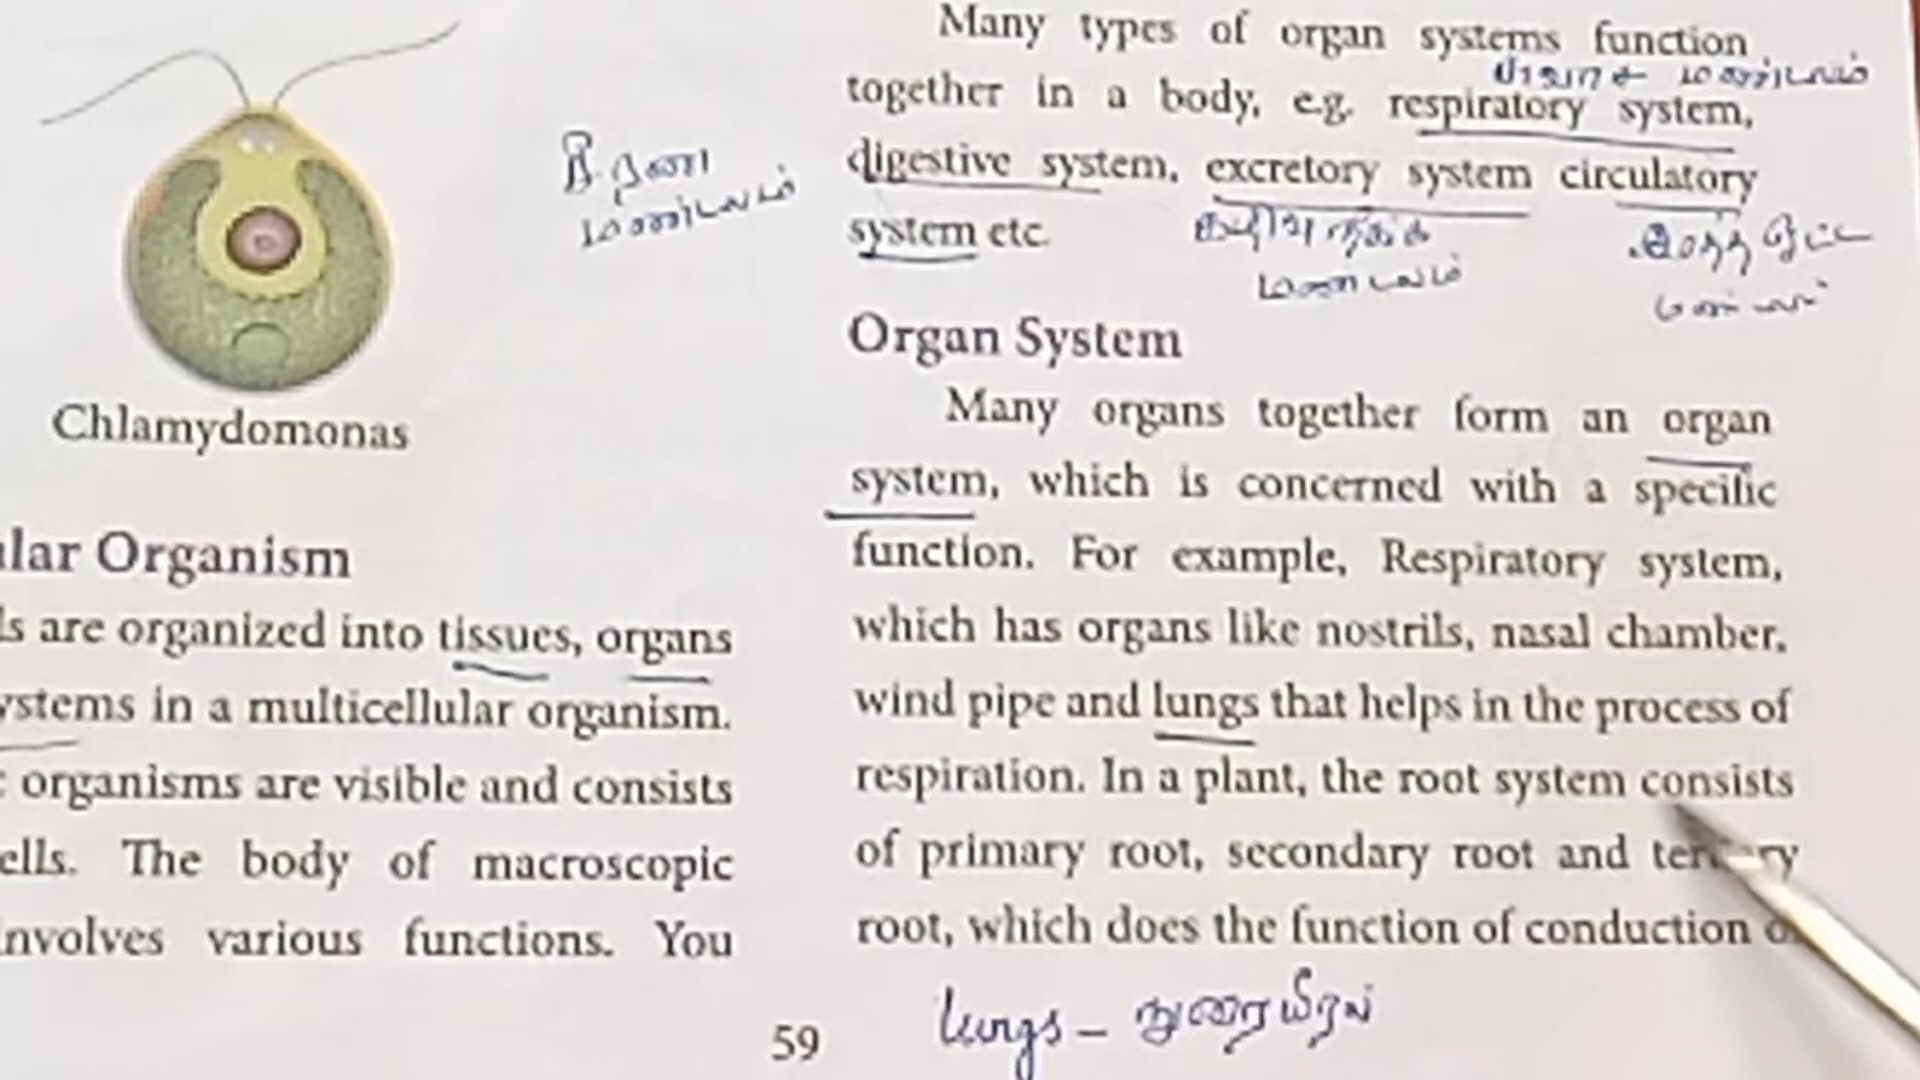 Chlamydomonas
lar Organism
ls are organized into tissues, organs
ystems in a multicellular organism.
organisms are visible and consists
ells. The body of macroscopic
involves various functions. You
மண்டலம்
Many types of organ systems function
மண்டலம்
together in a body, e.g. respiratory system,
digestive system, excretory system circulatory
system etc.
கழிவு நீக்க
மண்டலம்
Organ System
Many organs together form an organ
system, which is concerned with a specific
function. For example, Respiratory system,
which has organs like nostrils, nasal chamber,
wind pipe and lungs that helps in the process of
respiration. In a plant, the root system consists
of primary root, secondary root and
root, which does the function of conduction
lungs – நுரையீரல்
59